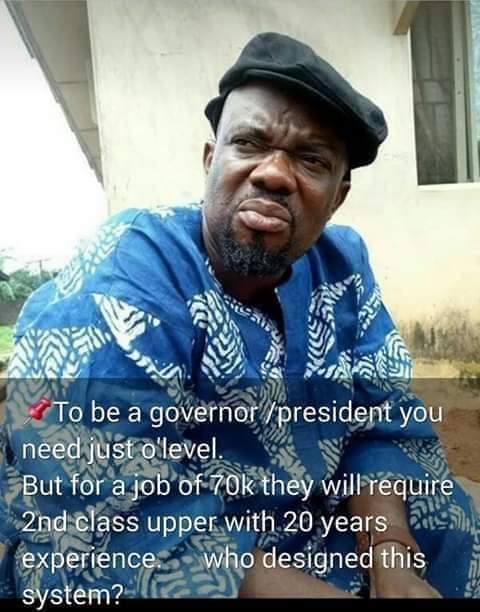 📌To be a governor /president you
need just o'level.
But for a job of 70k they will require
2nd class upper with 20 years
experience. who designed this
system?